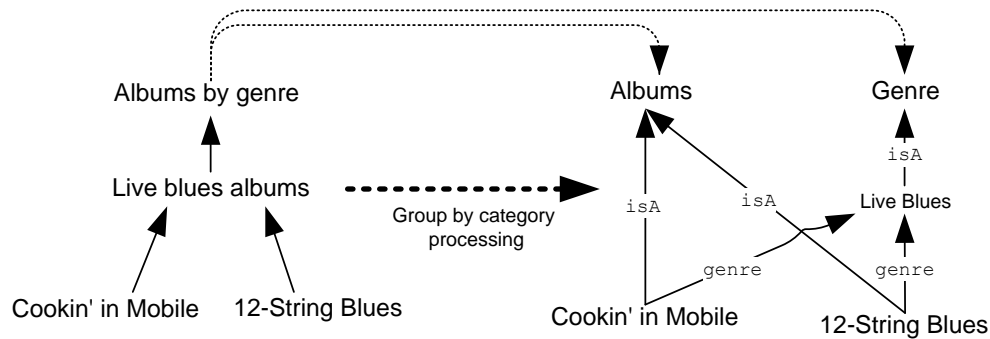 Albums by genre
Albums
Genre
isA
Live blues albums
Group by category
processing
isA
isA
Live Blues
genre
genre
Cookin' in Mobile
12-String Blues
Cookin' in Mobile
12-String Blues